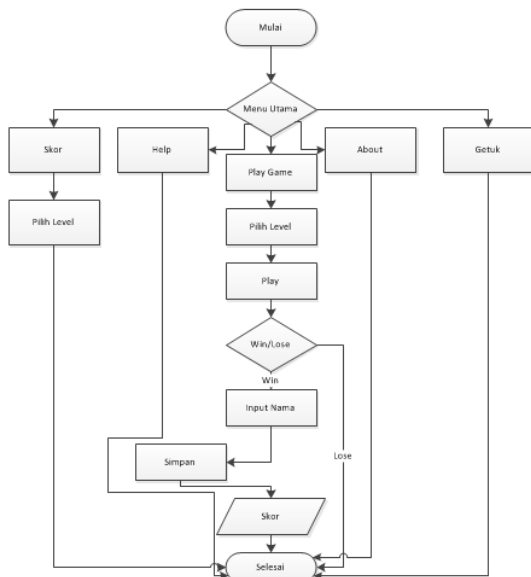 Mulai
Menu Utama
Skor
Help
About
Getuk
Play Game
Pilih Level
Pilih Level
Play
Win/Lose
Win
Input Nama
Lose
Simpan
Skor
Selesai